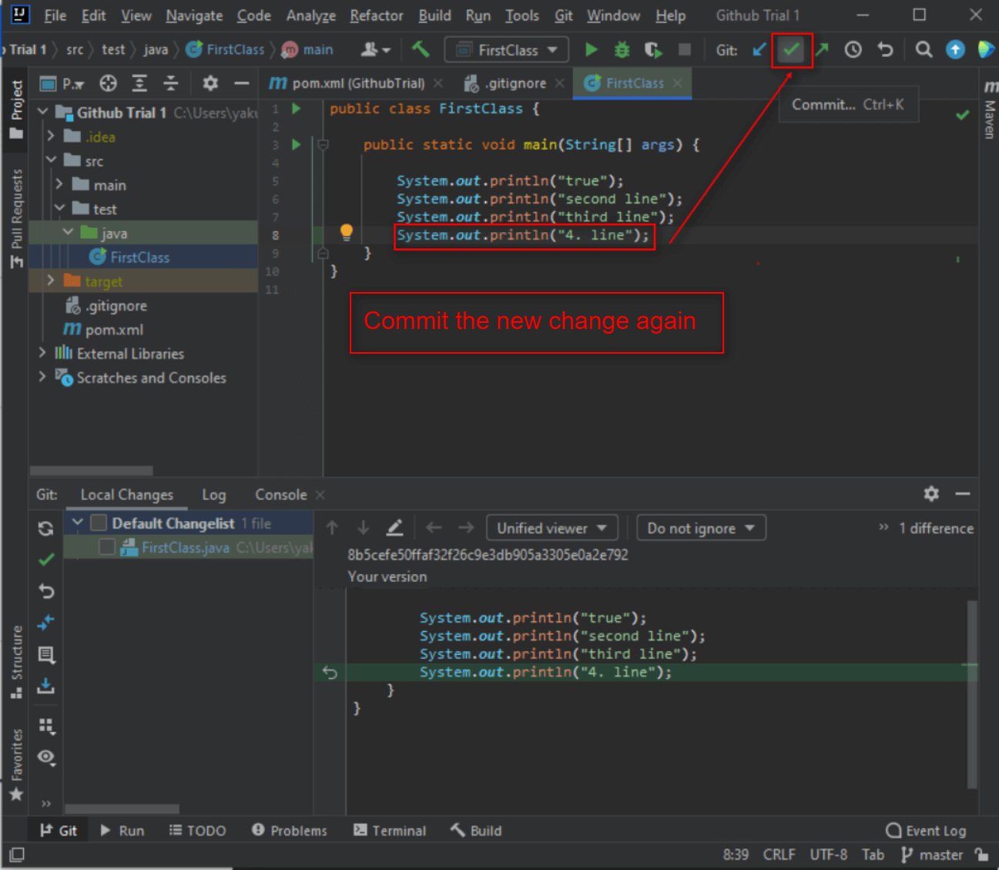 IJ File Edit View Navigate Code Analyze Refactor Build Run Tools Git Window Help Github Trial 1
Trial 1 src test java FirstClass main FirstClass Git:
Project
Pull Requests
Structure
Favorites
P...
pom.xml (GithubTrial) .gitignore FirstClass
Commit... Ctrl+K
Maven
Github Trial 1 C:\Users\yaku
.idea
src
main
test
java
FirstClass
target
.gitignore
pom.xml
External Libraries
Scratches and Consoles
1 public class FirstClass {
2
3 public static void main(String[] args) {
4
5 System.out.println("true");
6 System.out.println("second line");
7 System.out.println("third line");
8 System.out.println("4. line");
9 }
10 }
11
Commit the new change again
Git: Local Changes Log Console
Default Changelist 1 file
FirstClass.java C:\Users\yak
Unified viewer Do not ignore 1 difference
8b5cefe50ffaf32f26c9e3db905a3305e0a2e792
Your version
System.out.println("true");
System.out.println("second line");
System.out.println("third line");
System.out.println("4. line");
}
}
Git Run TODO Problems Terminal Build Event Log
8:39 CRLF UTF-8 Tab master